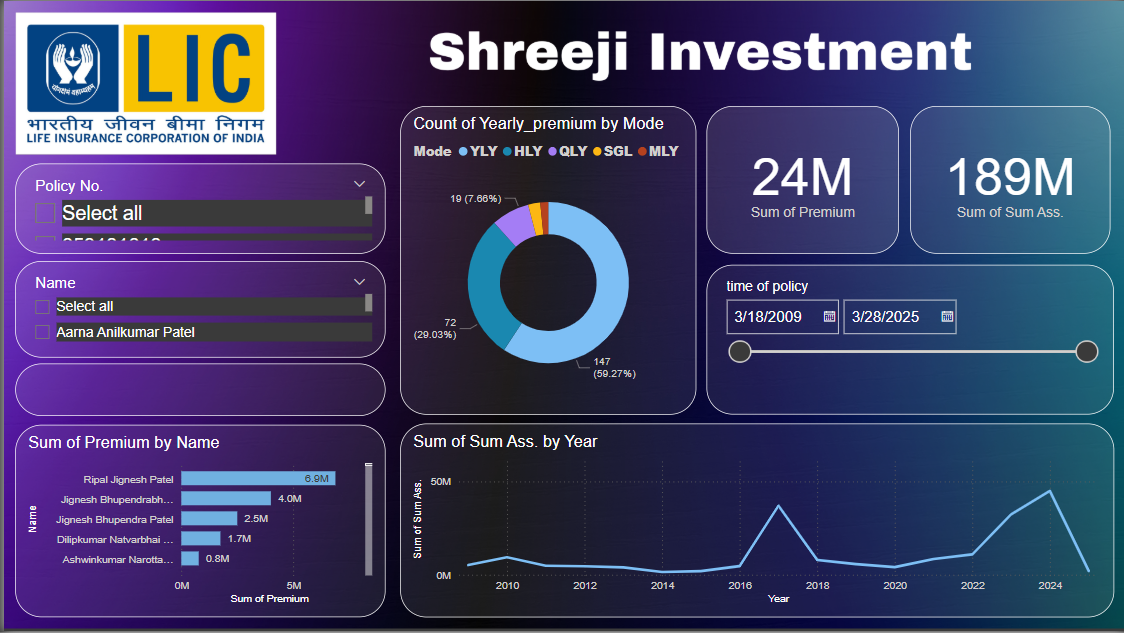 Shreeji Investment
योगक्षेमं वहाम्यहम्
LIC
भारतीय जीवन बीमा निगम
LIFE INSURANCE CORPORATION OF INDIA
Policy No.
Select all
Name
Select all
Aarna Anilkumar Patel
Sum of Premium by Name
Name
Ripal Jignesh Patel
6.9M
Jignesh Bhupendrabh...
4.0M
Jignesh Bhupendra Patel
2.5M
Dilipkumar Natvarbhai ...
1.7M
Ashwinkumar Narotta...
0.8M
0M 5M
Sum of Premium
Count of Yearly_premium by Mode
Mode YLY HLY QLY SGL MLY
19 (7.66%)
72
(29.03%)
147
(59.27%)
24M
Sum of Premium
189M
Sum of Sum Ass.
time of policy
3/18/2009 3/28/2025
Sum of Sum Ass. by Year
Sum of Sum Ass.
50M
0M
2010 2012 2014 2016 2018 2020 2022 2024
Year